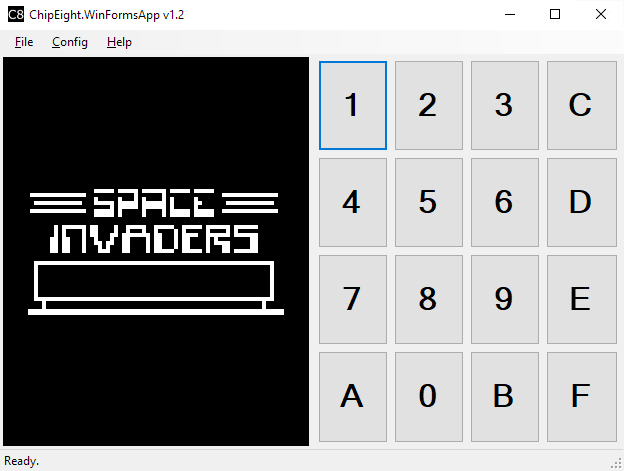 C8 ChipEight.WinFormsApp v1.2
File Config Help
SPACE
INVADERS
1 2 3 C
4 5 6 D
7 8 9 E
A 0 B F
Ready.